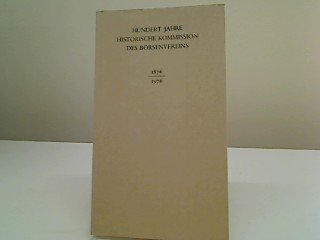 HUNDERT JAHRE
HISTORISCHE KOMMISSION
DES BÖRSENVEREINS
1876
1976